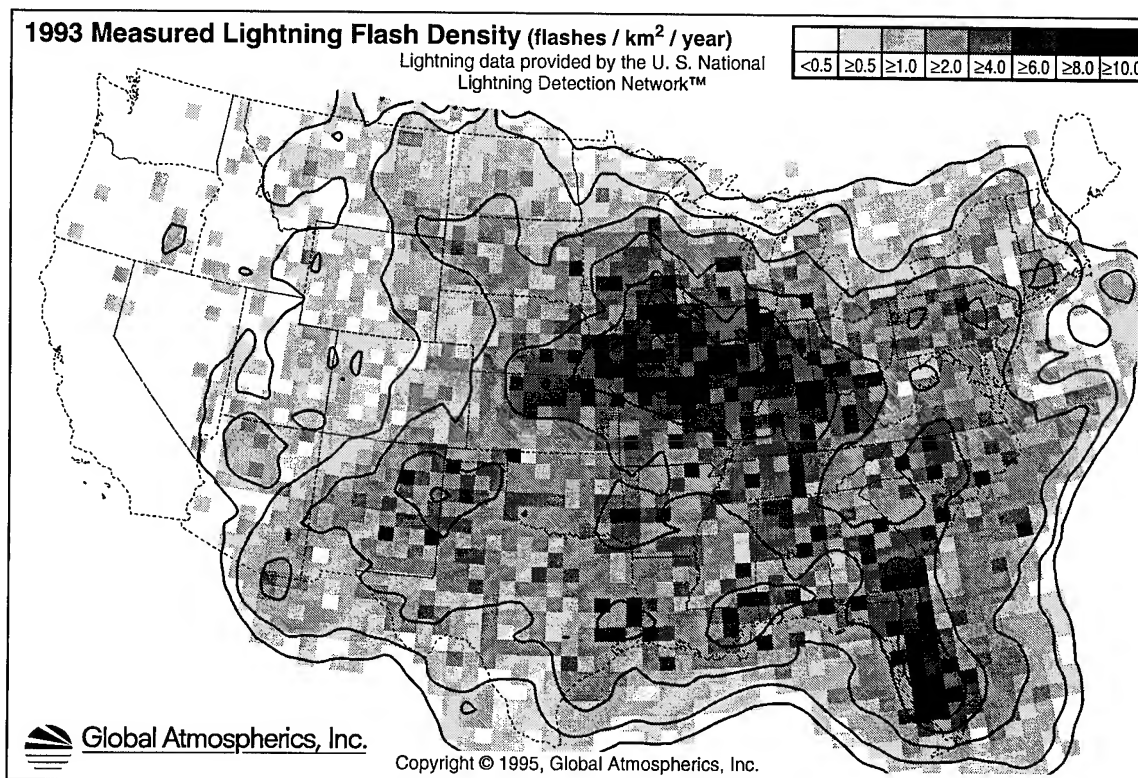 1993 Measured Lightning Flash Density (flashes / km² / year)
Lightning data provided by the U. S. National
Lightning Detection Network™
<0.5 ≥0.5 ≥1.0 ≥2.0 ≥4.0 ≥6.0 ≥8.0 ≥10.0
Global Atmospherics, Inc.
Copyright © 1995, Global Atmospherics, Inc.